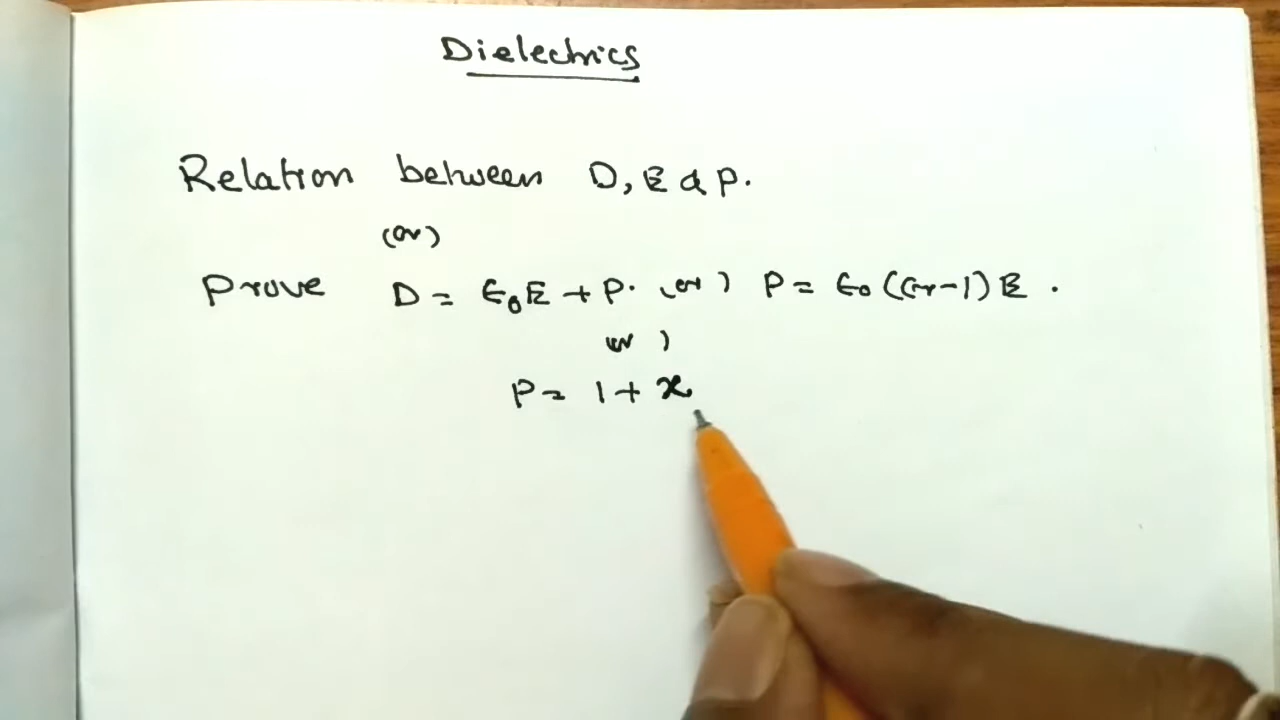 Dielectrics
Relation between D, E & P.
(or)
Prove D = ϵ₀E + P. (or) P = ϵ₀(ϵr-1)E.
or)
P = 1 + x